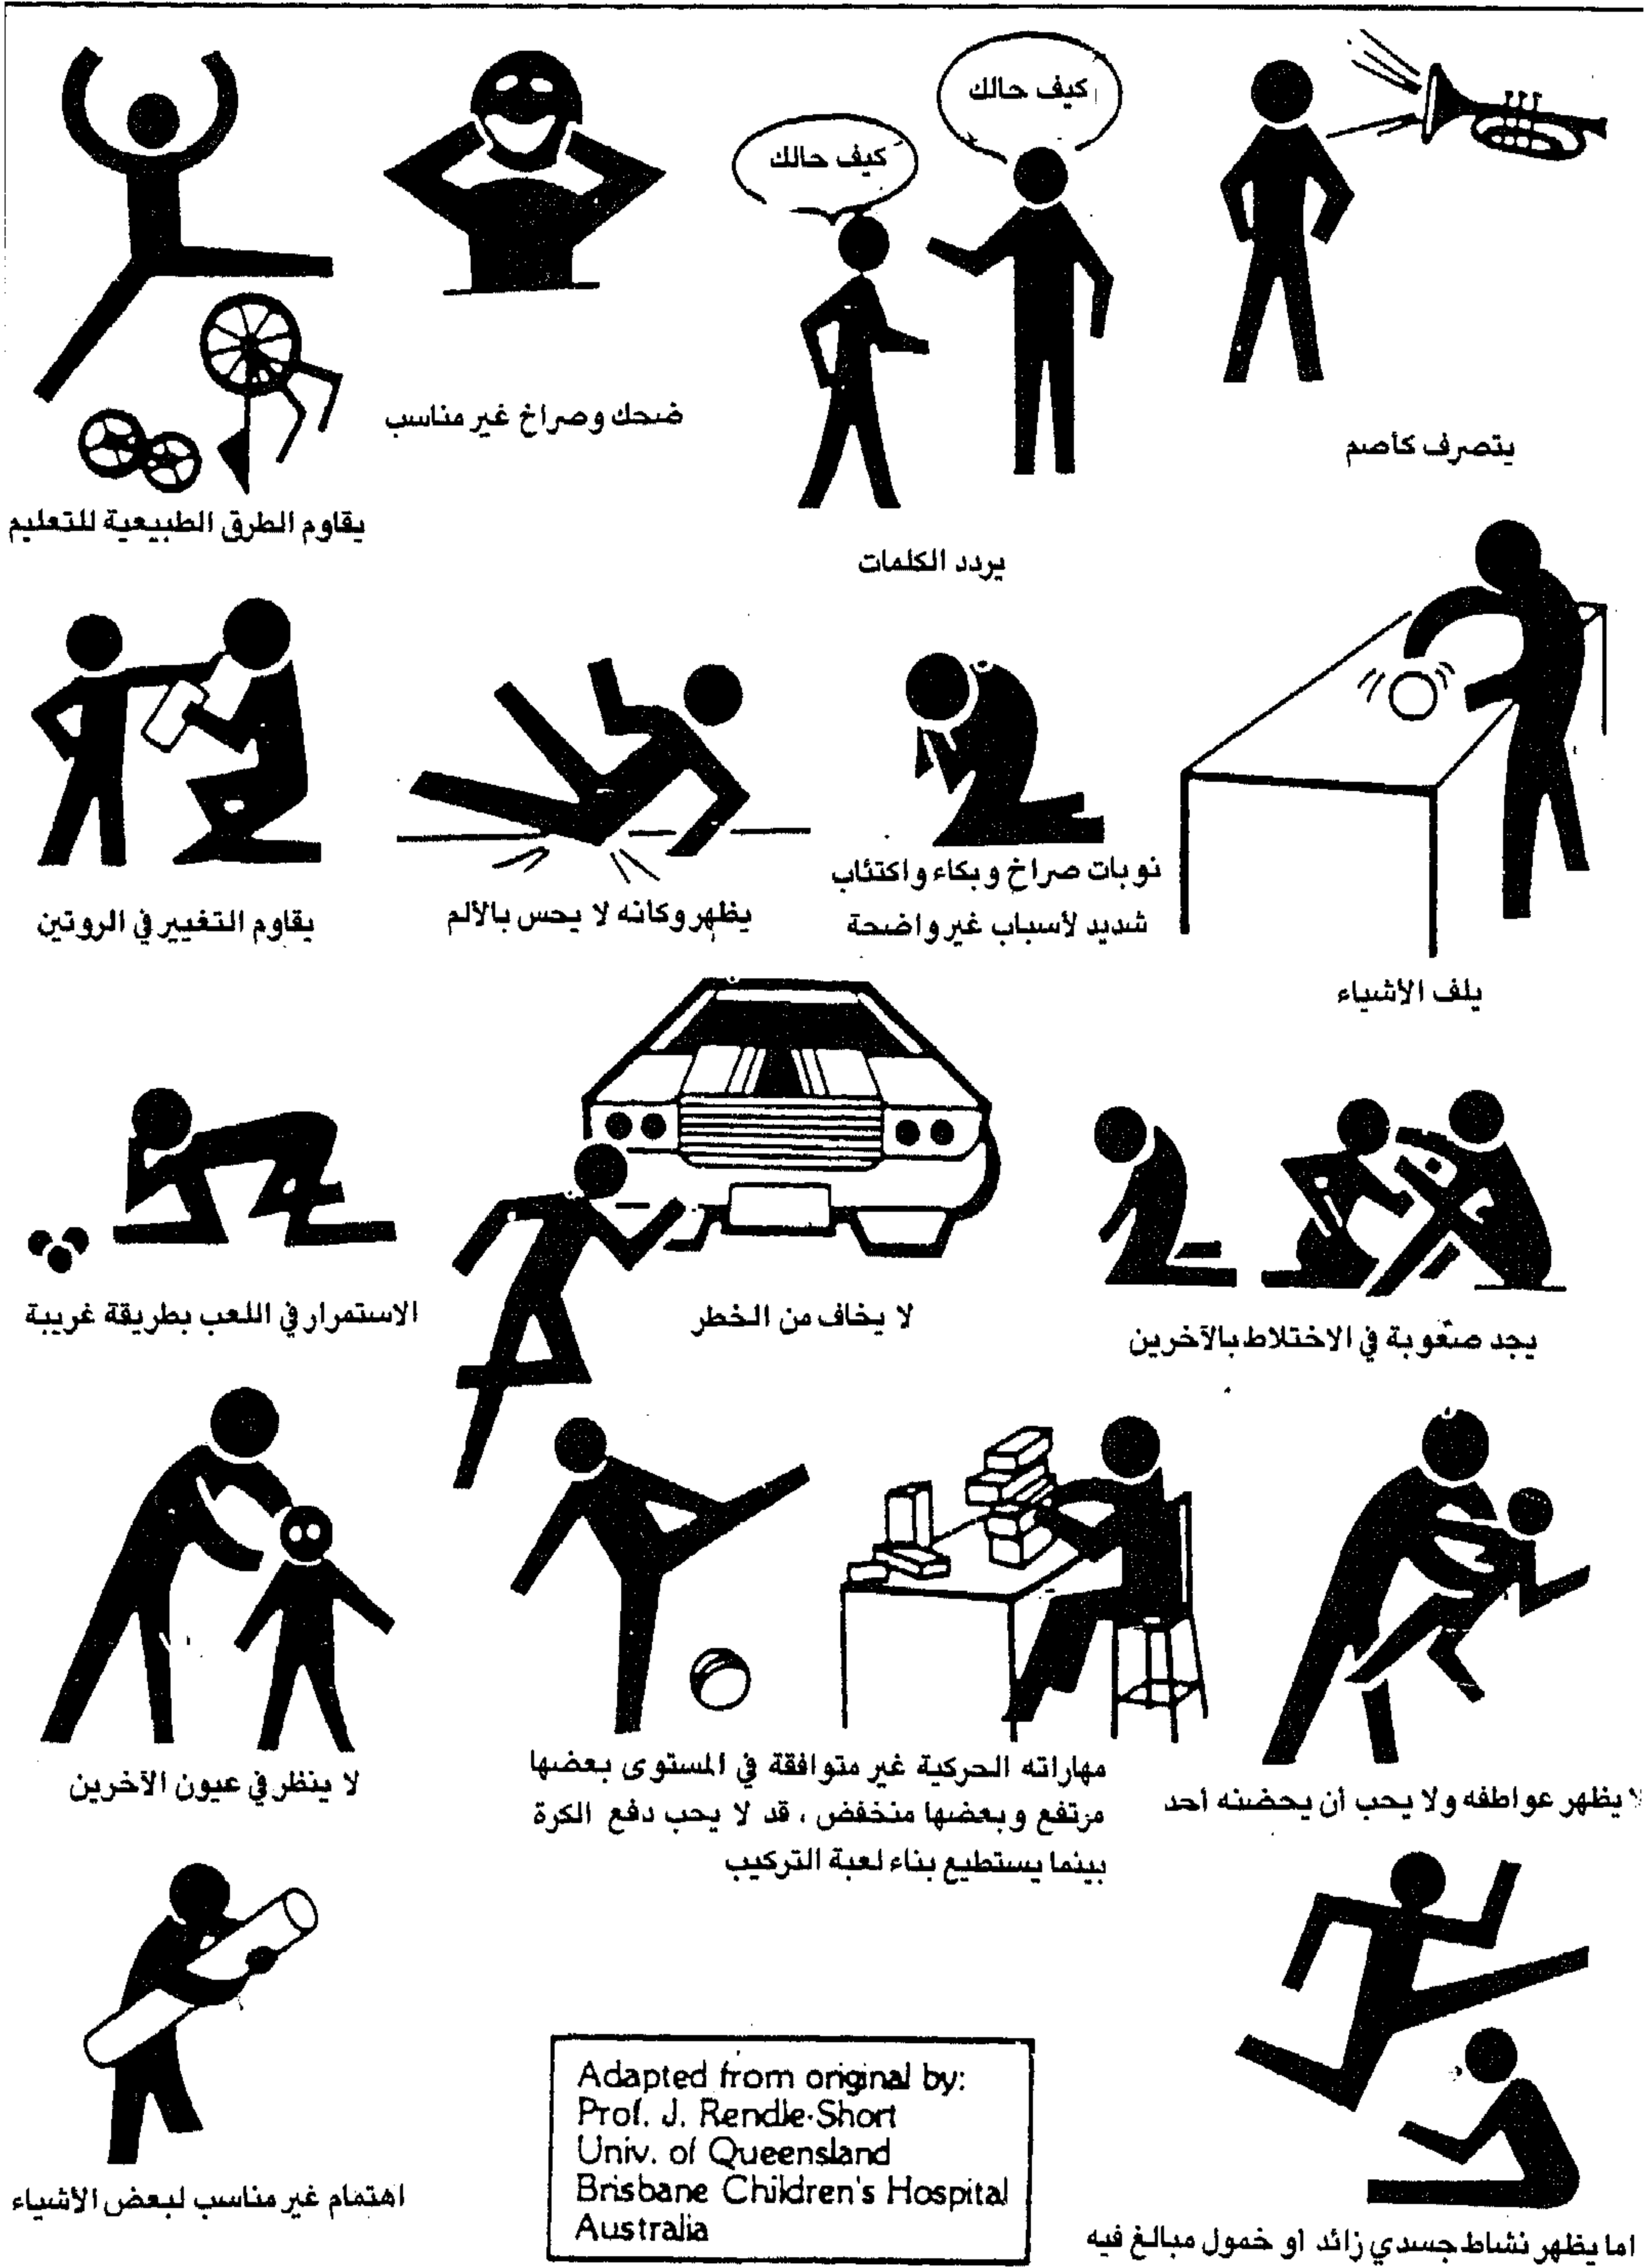 كيف حالك
كيف حالك
يتصرف كأصم
يردد الكلمات
ضحك وصراخ غير مناسب
يقاوم الطرق الطبيعية للتعليم
يلف الأشياء
نوبات صراخ وبكاء واكتئاب
شديد لأسباب غير واضحة
يظهر وكانه لا يحس بالألم
يقاوم التغيير في الروتين
يجد صعوبة في الاختلاط بالآخرين
لا يخاف من الخطر
الاستمرار في اللعب بطريقة غريبة
لا يظهر عواطفه ولا يحب أن يحضنه أحد
مهاراته الحركية غير متوافقة في المستوى بعضها
مرتفع وبعضها منخفض ، قد لا يحب دفع الكرة
بينما يستطيع بناء لعبة التركيب
لا ينظر في عيون الآخرين
اما يظهر نشاط جسدي زائد او خمول مبالغ فيه
اهتمام غير مناسب لبعض الأشياء
Adapted from original by:
Prof. J. Rendle-Short
Univ. of Queensland
Brisbane Children's Hospital
Australia